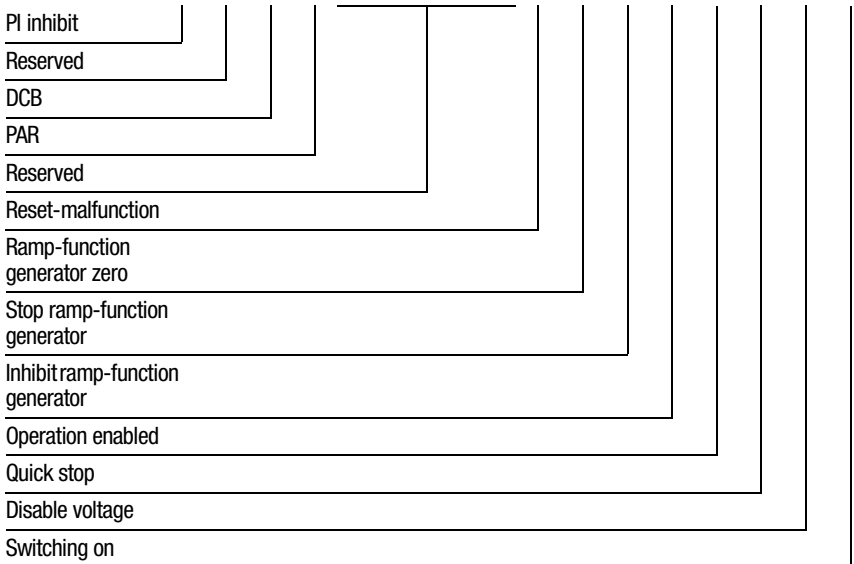 PI inhibit
Reserved
DCB
PAR
Reserved
Reset-malfunction
Ramp-function
generator zero
Stop ramp-function
generator
Inhibit ramp-function
generator
Operation enabled
Quick stop
Disable voltage
Switching on